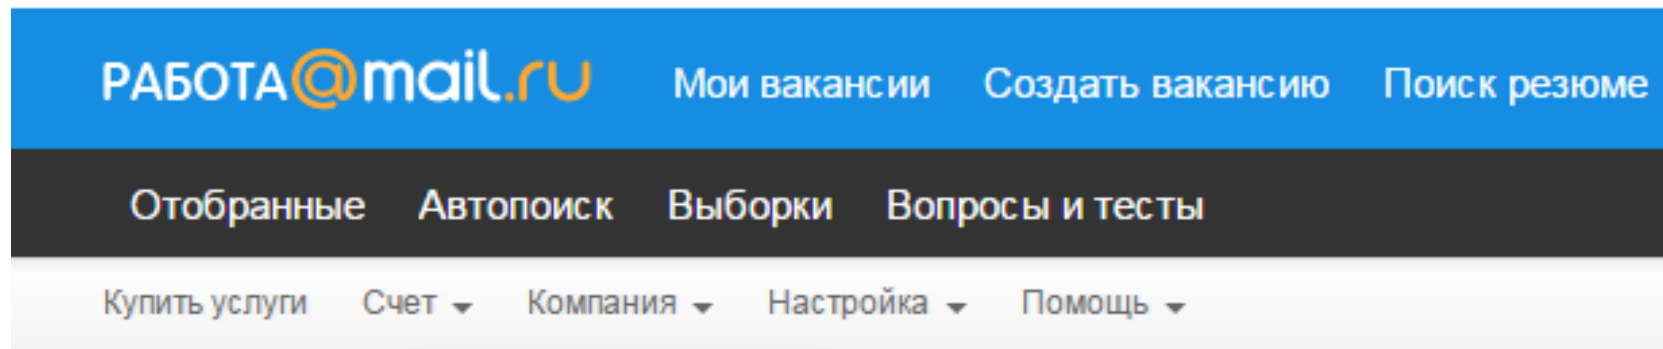 РАБОТА@mail.ru Мои вакансии Создать вакансию Поиск резюме
Отобранные Автопоиск Выборки Вопросы и тесты
Купить услуги Счет Компания Настройка Помощь